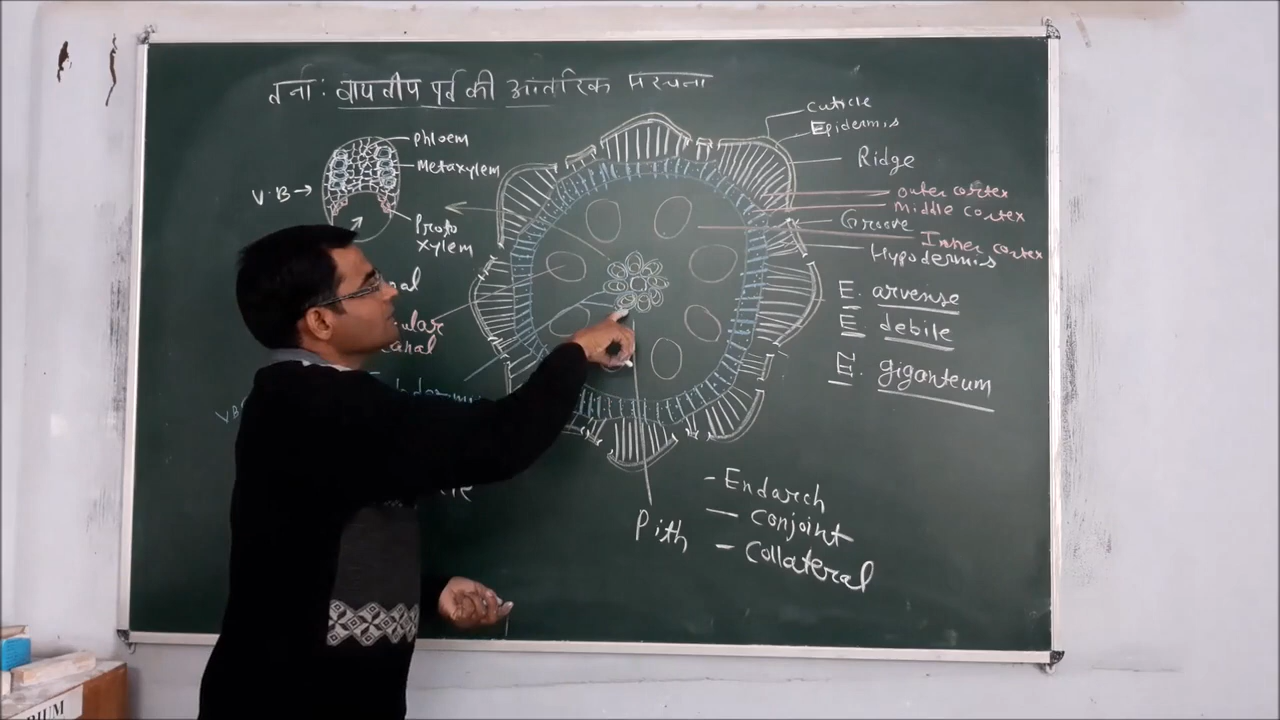 तना: वायवीय पर्व की आंतरिक संरचना
Phloem
Metaxylem
V.B
Proto
xylem
Cuticle
Epidermis
Ridge
Outer cortex
Middle Cortex
Groove
Inner Cortex
Hypodermis
E. arvense
E. debile
E. giganteum
Pith
- Endarch
- Conjoint
- Collateral